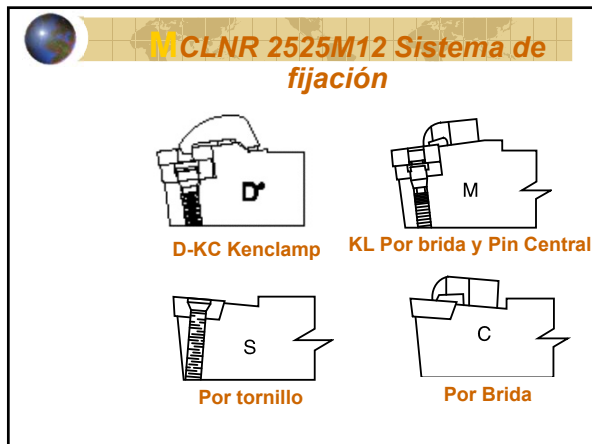 MCLNR 2525M12 Sistema de
fijación
D*
M
D-KC Kenclamp
KL Por brida y Pin Central
S
C
Por tornillo
Por Brida